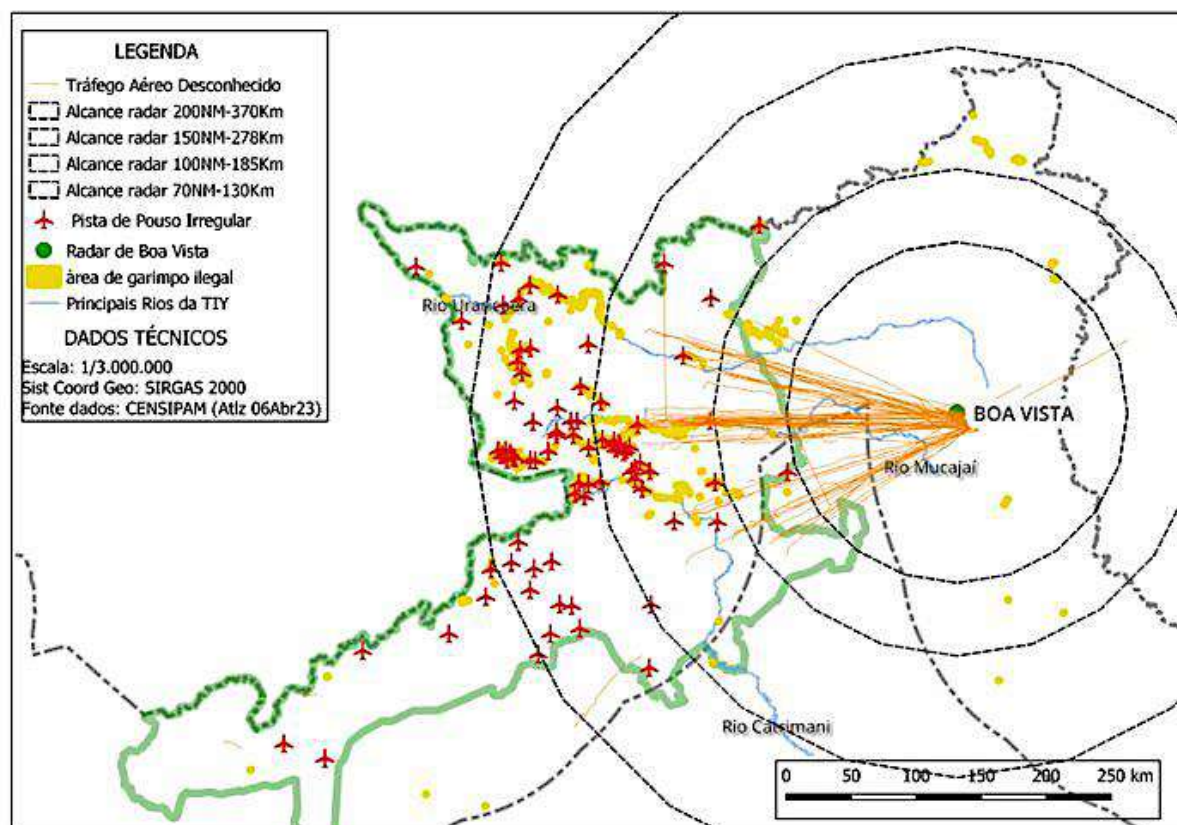 LEGENDA
Tráfego Aéreo Desconhecido
Alcance radar 200NM-370Km
Alcance radar 150NM-278Km
Alcance radar 100NM-185Km
Alcance radar 70NM-130Km
Pista de Pouso Irregular
Radar de Boa Vista
área de garimpo ilegal
Principais Rios da TIY
DADOS TÉCNICOS
Escala: 1/3.000.000
Sist Coord Geo: SIRGAS 2000
Fonte dados: CENSIPAM (Atlz 06Abr23)
Rio
BOA VISTA
Rio Mucajaí
Rio Catrimani
0 50 100 150 200 250 km